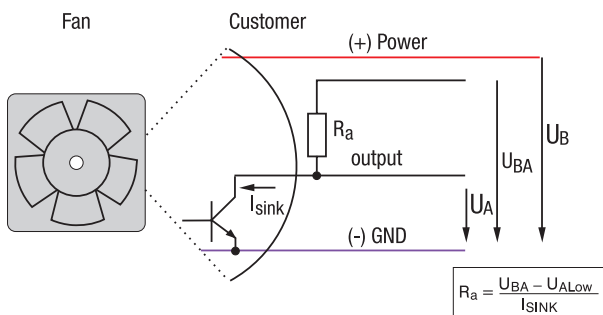 Fan
Customer
(+) Power
Ra
UB
UBA
output
Isink
UA
(-) GND
Ra = UBA – UALow
ISINK